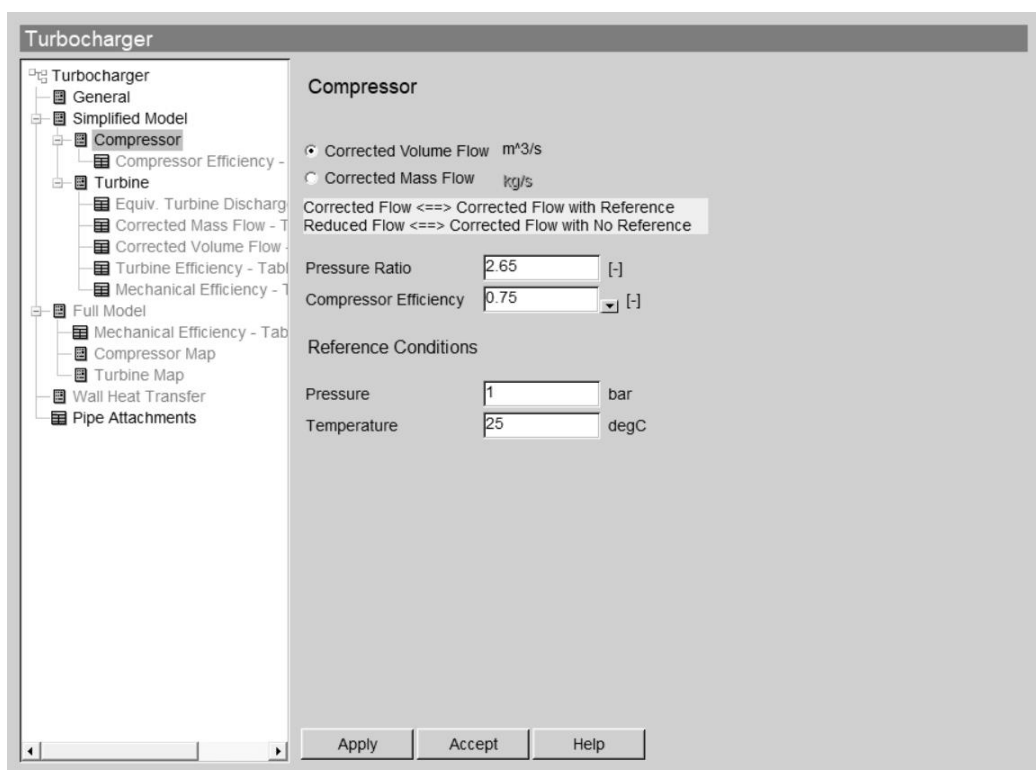 Turbocharger
Turbocharger
General
Simplified Model
Compressor
Compressor Efficiency -
Turbine
Equiv. Turbine Discharg
Corrected Mass Flow - T
Corrected Volume Flow -
Turbine Efficiency - Tabl
Mechanical Efficiency - T
Full Model
Mechanical Efficiency - Tab
Compressor Map
Turbine Map
Wall Heat Transfer
Pipe Attachments
Compressor
Corrected Volume Flow m^3/s
Corrected Mass Flow kg/s
Corrected Flow <==> Corrected Flow with Reference
Reduced Flow <==> Corrected Flow with No Reference
Pressure Ratio 2.65 [-]
Compressor Efficiency 0.75 [-]
Reference Conditions
Pressure 1 bar
Temperature 25 degC
Apply Accept Help